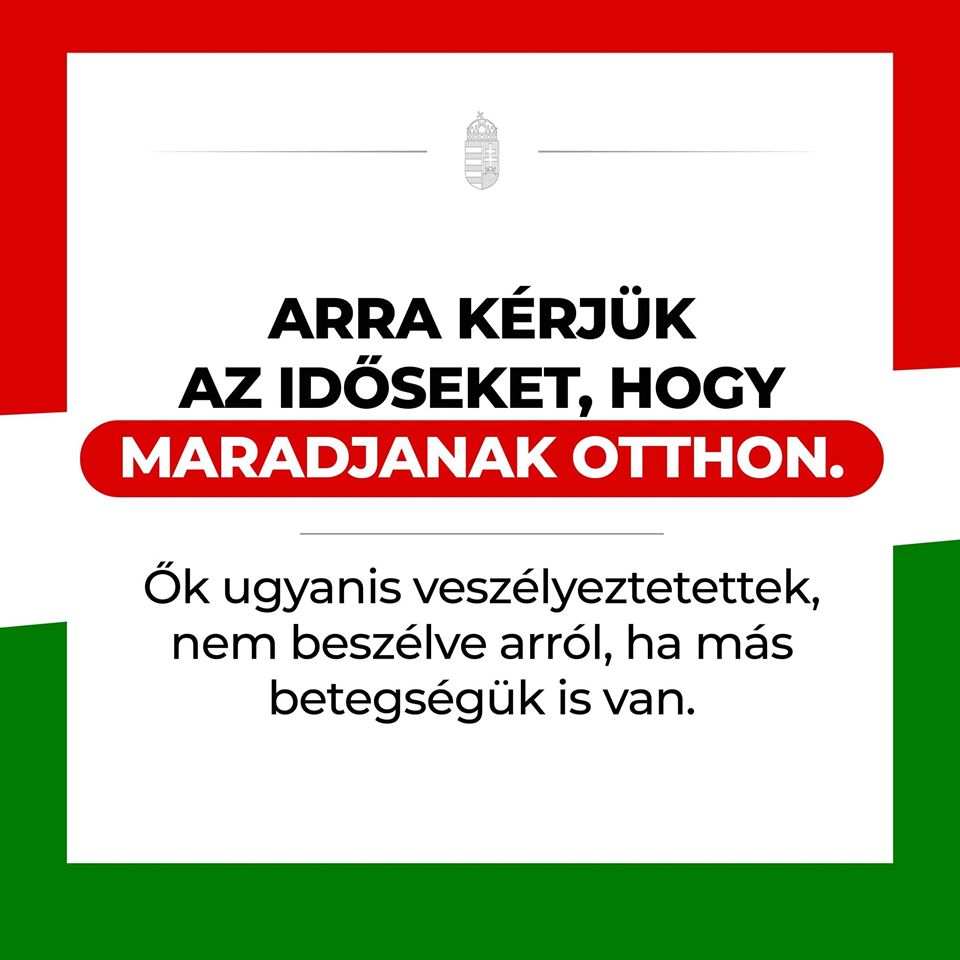 ARRA KÉRJÜK
AZ IDŐSEKET, HOGY
MARADJANAK OTTHON.
Ők ugyanis veszélyeztetettek,
nem beszélve arról, ha más
betegségük is van.